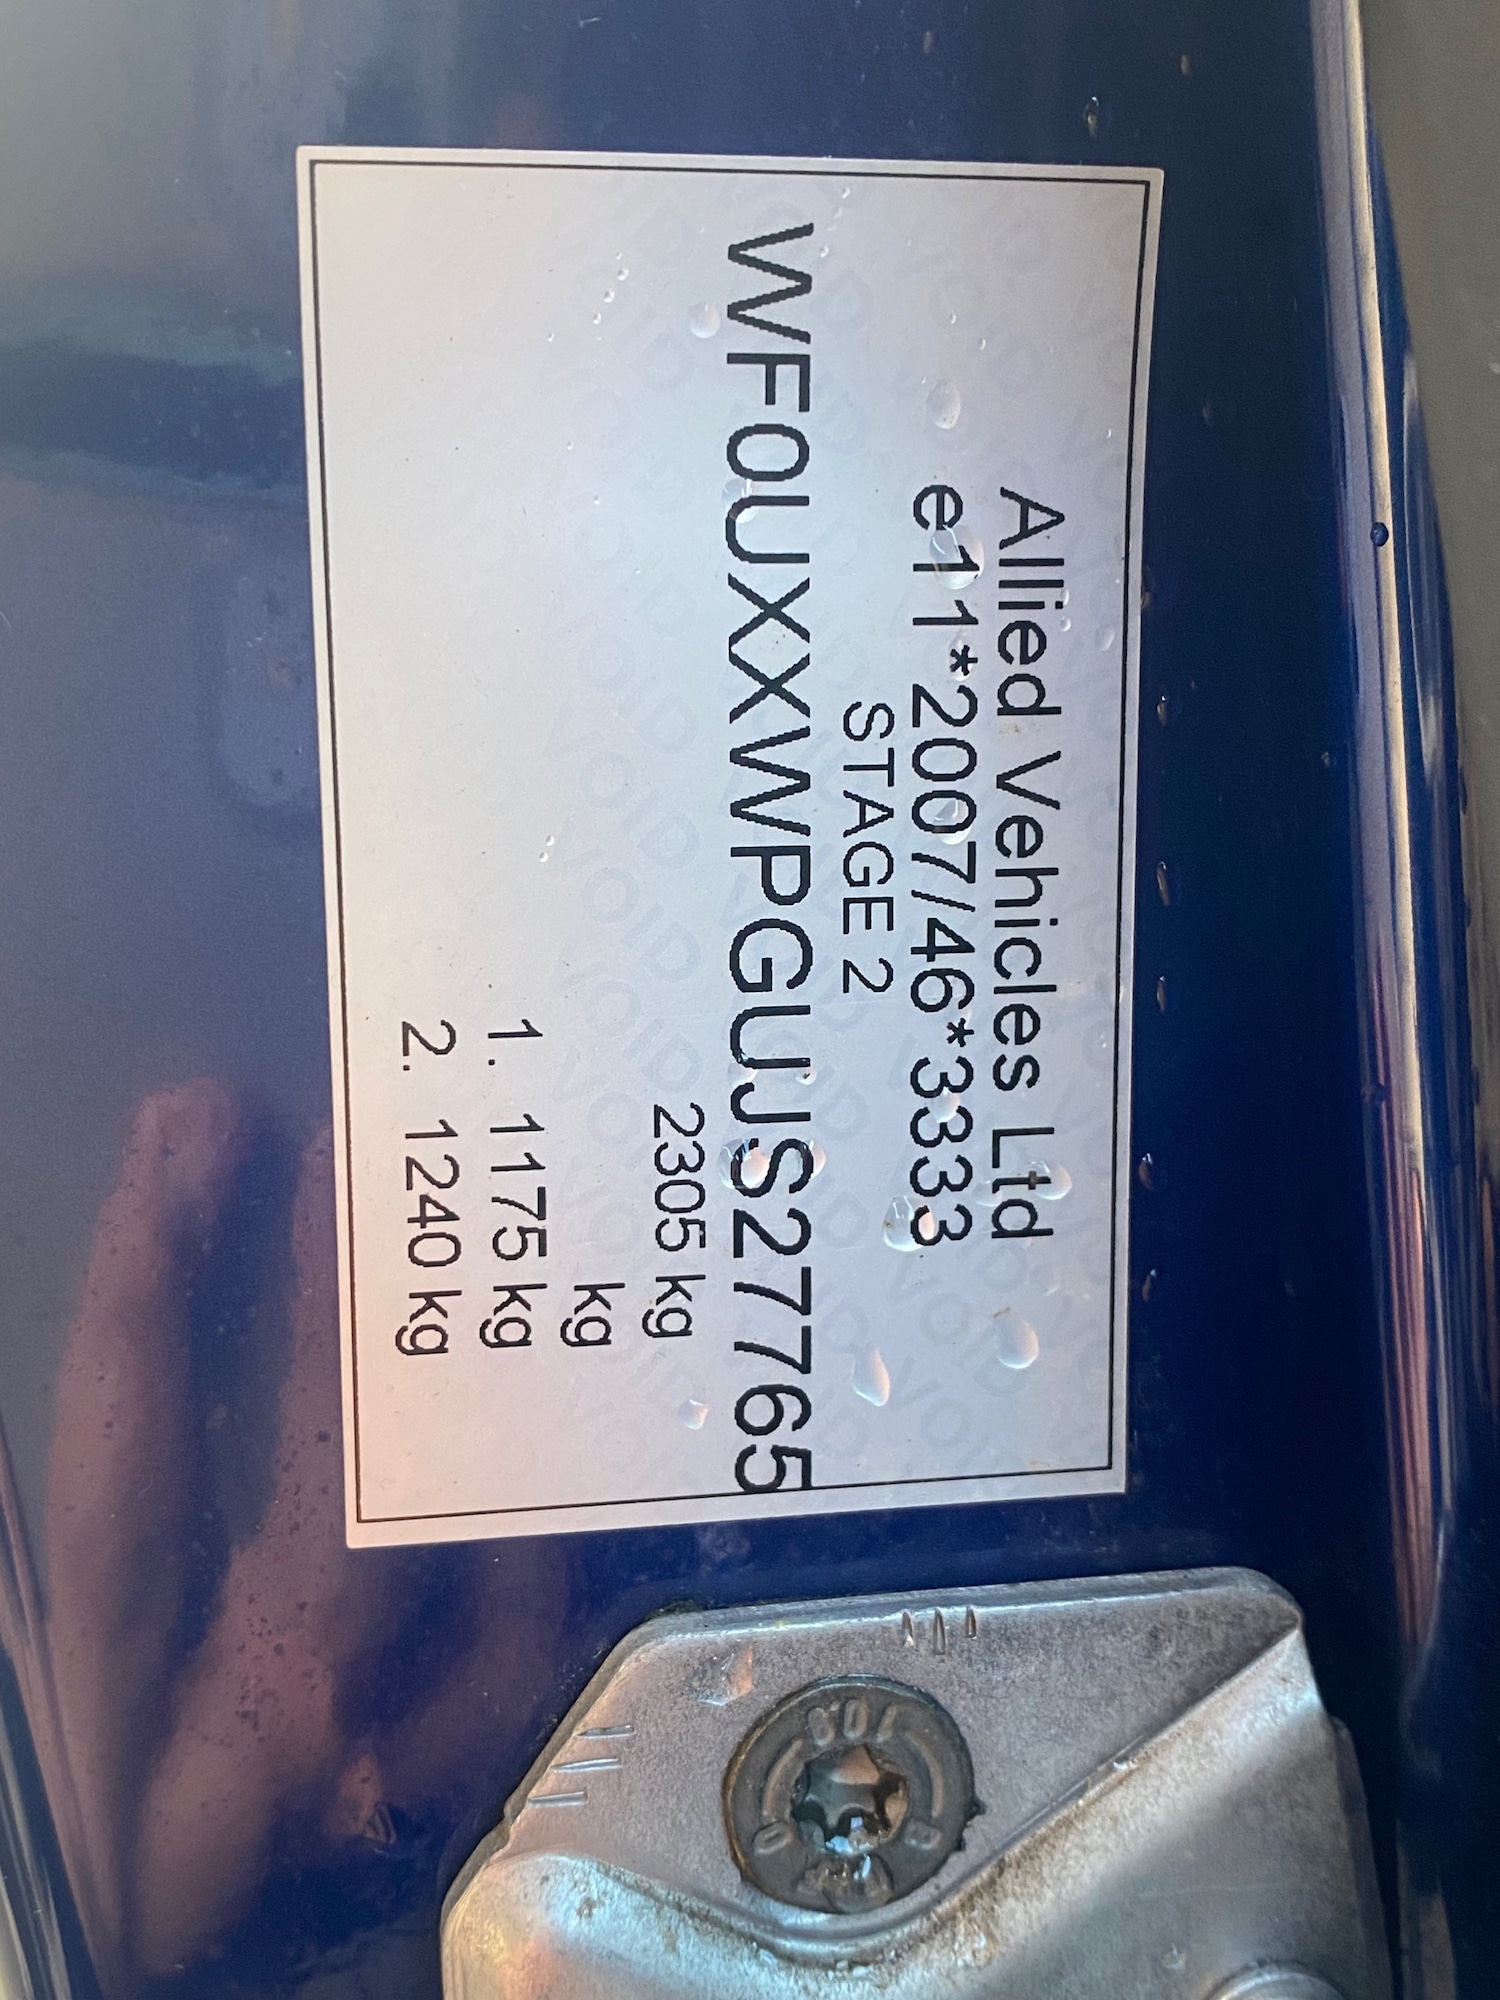 Allied Vehicles Ltd
e11*2007/46*3333
STAGE 2
WF0UXXWPGUJS27765
2305 kg
kg
1. 1175 kg
2. 1240 kg